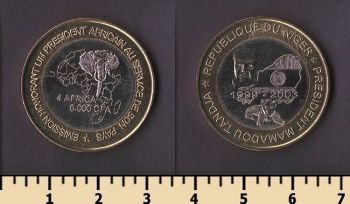 EMISSION HONORANT UN PRESIDENT AFRICAIN AU SERVICE DE SON PAYS
4 AFRICA
6.000 CFA
REPUBLIQUE DU NIGER ★ PRESIDENT MAMADOU TANDJA ★
1999 - 2003
1 2 3 4 5 6 7